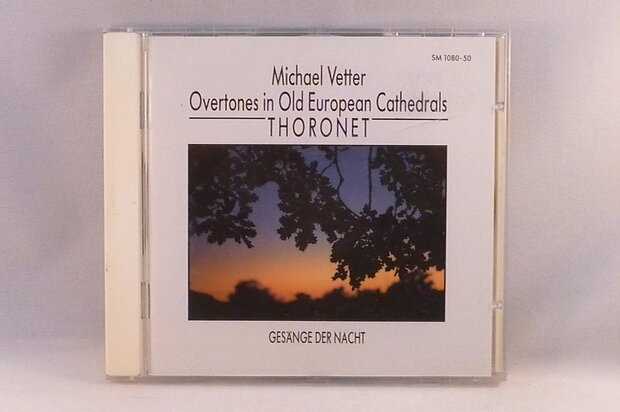 SM 1080-50
Michael Vetter
Overtones in Old European Cathedrals
THORONET
GESÄNGE DER NACHT